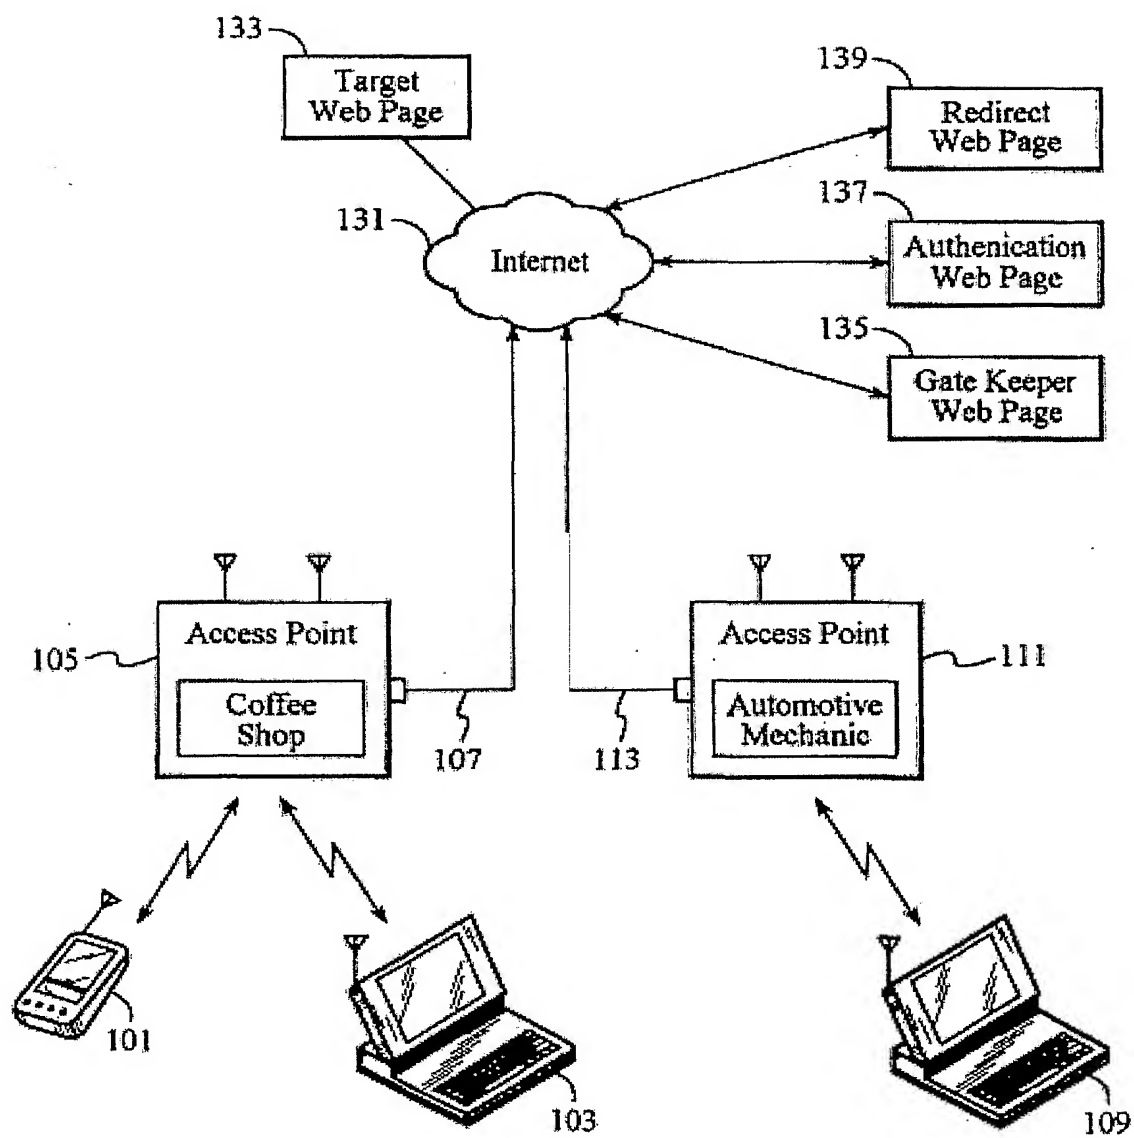 133
Target
Web Page
139
Redirect
Web Page
131
Internet
137
Authenication
Web Page
135
Gate Keeper
Web Page
Access Point
105
Coffee
Shop
107
Access Point
111
Automotive
Mechanic
113
101
103
109